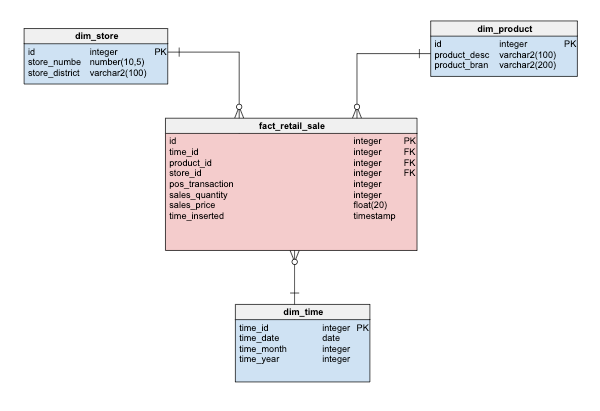 dim_store
id integer PK
store_numbe number(10,5)
store_district varchar2(100)
dim_product
id integer PK
product_desc varchar2(100)
product_bran varchar2(200)
fact_retail_sale
id integer PK
time_id integer FK
product_id integer FK
store_id integer FK
pos_transaction integer
sales_quantity integer
sales_price float(20)
time_inserted timestamp
dim_time
time_id integer PK
time_date date
time_month integer
time_year integer